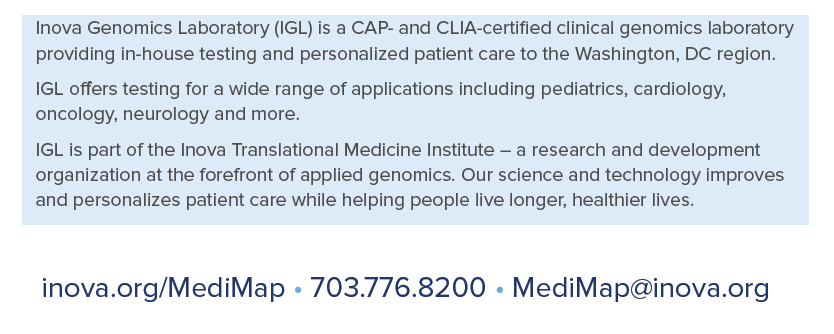 Inova Genomics Laboratory (IGL) is a CAP- and CLIA-certified clinical genomics laboratory
providing in-house testing and personalized patient care to the Washington, DC region.
IGL offers testing for a wide range of applications including pediatrics, cardiology,
oncology, neurology and more.
IGL is part of the Inova Translational Medicine Institute – a research and development
organization at the forefront of applied genomics. Our science and technology improves
and personalizes patient care while helping people live longer, healthier lives.
inova.org/MediMap • 703.776.8200 • MediMap@inova.org